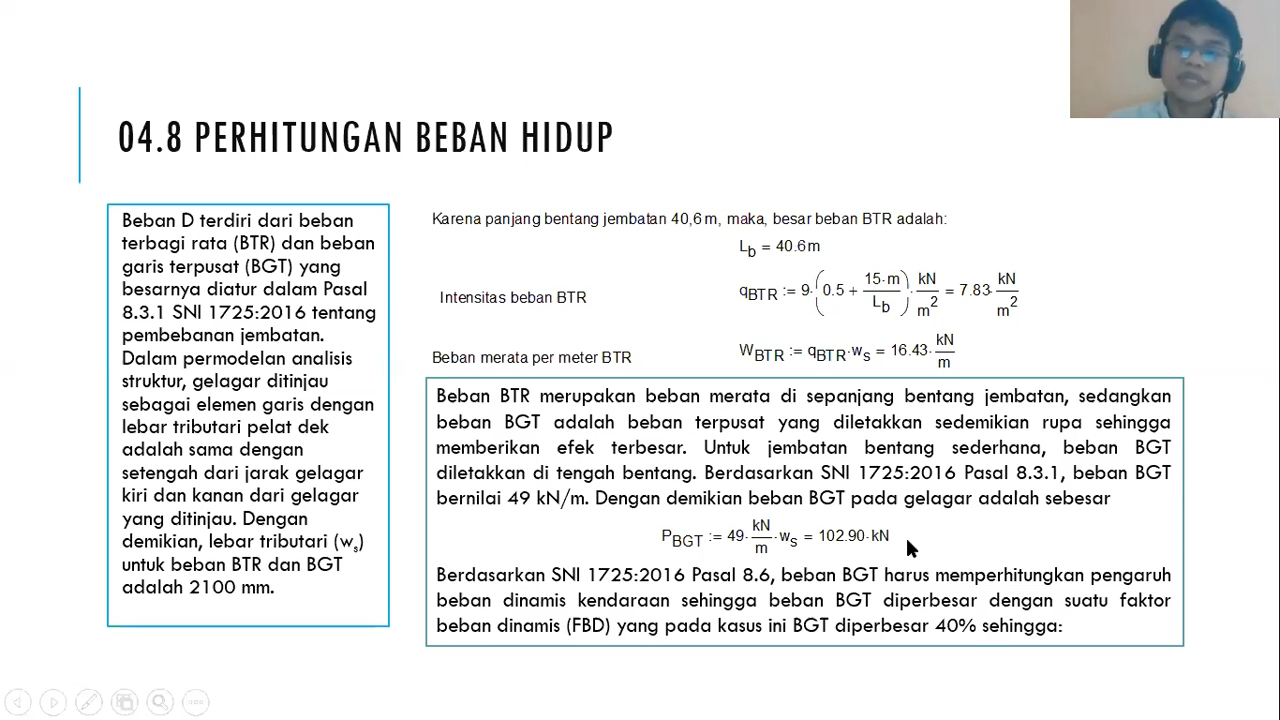 04.8 PERHITUNGAN BEBAN HIDUP
Beban D terdiri dari beban
terbagi rata (BTR) dan beban
garis terpusat (BGT) yang
besarnya diatur dalam Pasal
8.3.1 SNI 1725:2016 tentang
pembebanan jembatan.
Dalam permodelan analisis
struktur, gelagar ditinjau
sebagai elemen garis dengan
lebar tributari pelat dek
adalah sama dengan
setengah dari jarak gelagar
kiri dan kanan dari gelagar
yang ditinjau. Dengan
demikian, lebar tributari (w_s)
untuk beban BTR dan BGT
adalah 2100 mm.
Karena panjang bentang jembatan 40,6 m, maka, besar beban BTR adalah:
L_b = 40.6 m
Intensitas beban BTR q_BTR := 9·(0.5 + 15·m/L_b)·kN/m² = 7.83·kN/m²
Beban merata per meter BTR W_BTR := q_BTR·w_s = 16.43·kN/m
Beban BTR merupakan beban merata di sepanjang bentang jembatan, sedangkan
beban BGT adalah beban terpusat yang diletakkan sedemikian rupa sehingga
memberikan efek terbesar. Untuk jembatan bentang sederhana, beban BGT
diletakkan di tengah bentang. Berdasarkan SNI 1725:2016 Pasal 8.3.1, beban BGT
bernilai 49 kN/m. Dengan demikian beban BGT pada gelagar adalah sebesar
P_BGT := 49·kN/m·w_s = 102.90·kN
Berdasarkan SNI 1725:2016 Pasal 8.6, beban BGT harus memperhitungkan pengaruh
beban dinamis kendaraan sehingga beban BGT diperbesar dengan suatu faktor
beban dinamis (FBD) yang pada kasus ini BGT diperbesar 40% sehingga: